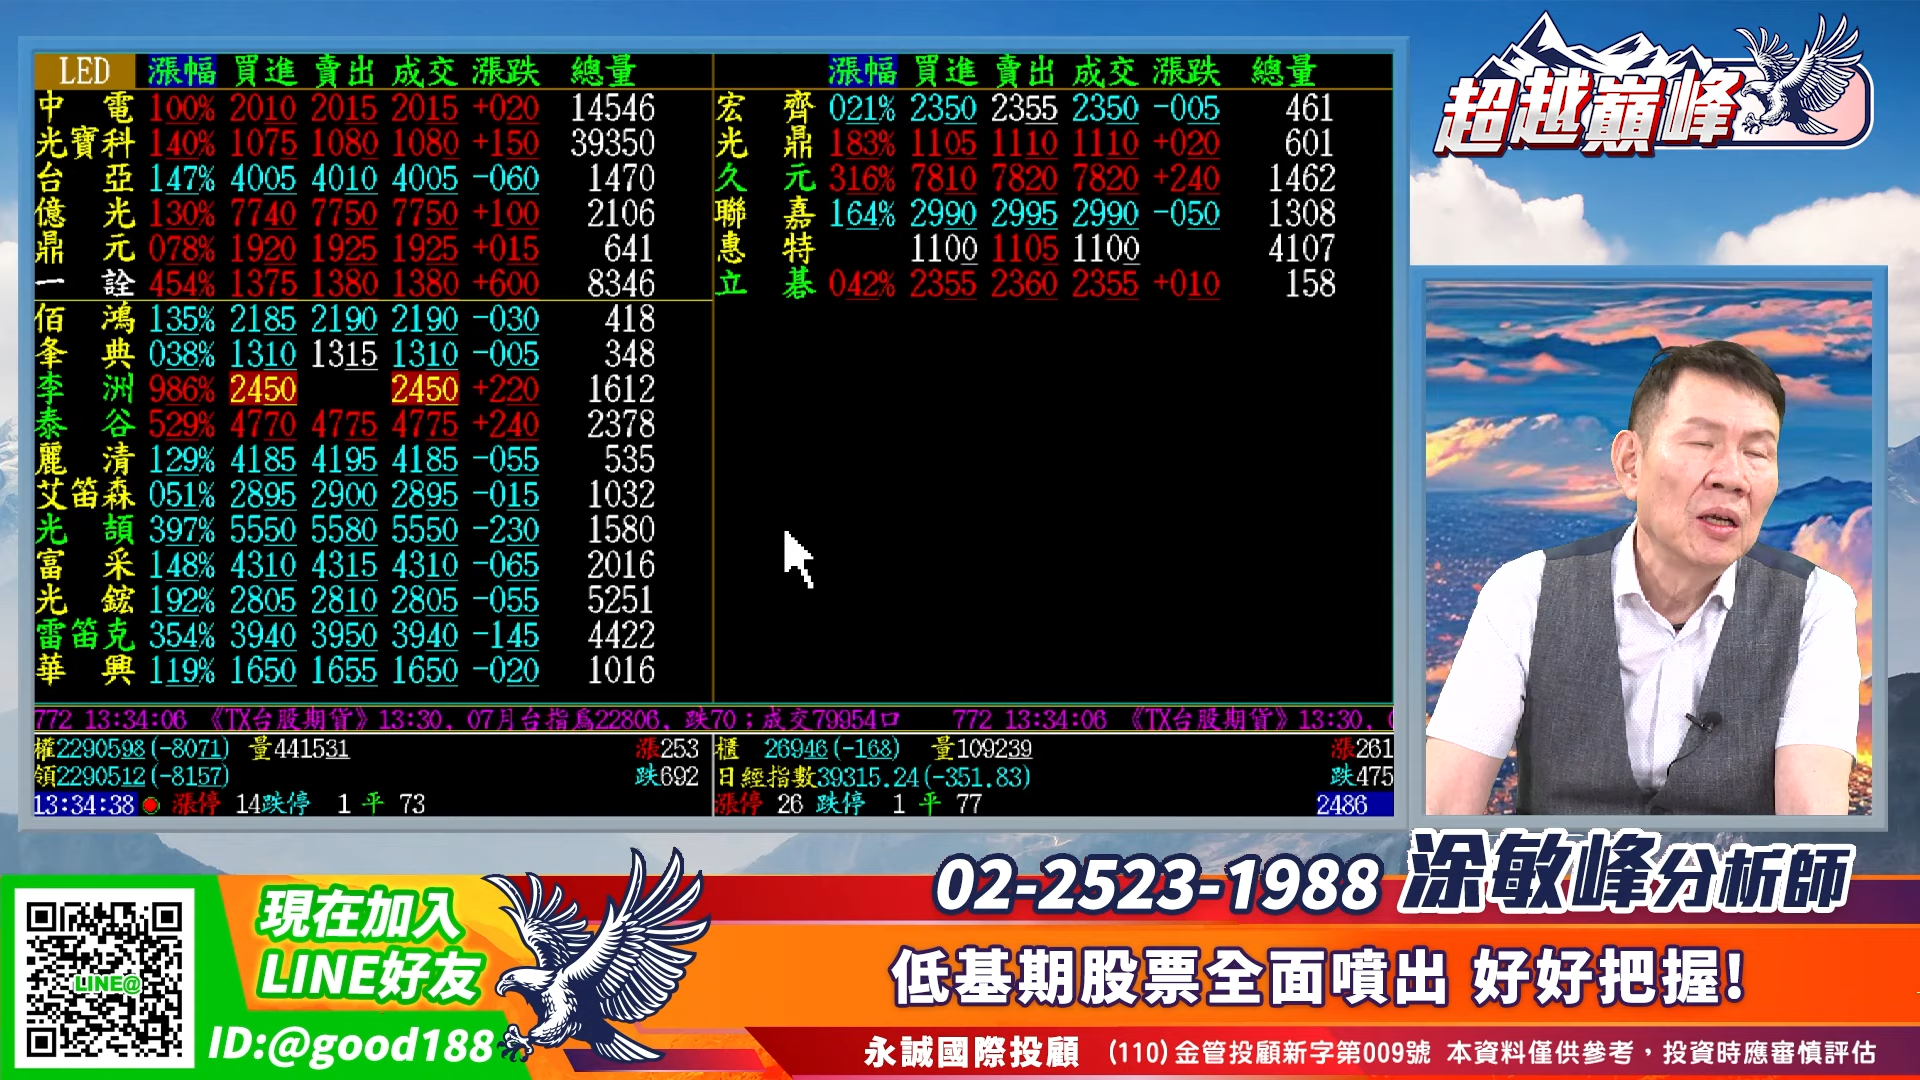 LED 漲幅 買進 賣出 成交 漲跌 總量
中電 100% 2010 2015 2015 +020 14546
光寶科 140% 1075 1080 1080 +150 39350
台亞 147% 4005 4010 4005 -060 1470
億光 130% 7740 7750 7750 +100 2106
鼎元 078% 1920 1925 1925 +015 641
一詮 454% 1375 1380 1380 +600 8346
佰鴻 135% 2185 2190 2190 -030 418
夆典 038% 1310 1315 1310 -005 348
李洲 986% 2450 2450 +220 1612
泰谷 529% 4770 4775 4775 +240 2378
麗清 129% 4185 4195 4185 -055 535
艾笛森 051% 2895 2900 2895 -015 1032
光頡 397% 5550 5580 5550 -230 1580
富采 148% 4310 4315 4310 -065 2016
光鋐 192% 2805 2810 2805 -055 5251
雷笛克 354% 3940 3950 3940 -145 4422
華興 119% 1650 1655 1650 -020 1016
漲幅 買進 賣出 成交 漲跌 總量
宏齊 021% 2350 2355 2350 -005 461
光鼎 183% 1105 1110 1110 +020 601
久元 316% 7810 7820 7820 +240 1462
聯嘉 164% 2990 2995 2990 -050 1308
惠特 1100 1105 1100 4107
立碁 042% 2355 2360 2355 +010 158
772 13:34:06 《TX台股期貨》13:30, 07月台指為22806, 跌70；成交79954口 772 13:34:06 《TX台股期貨》13:30,
權2290598(-8071) 量441531 漲253
領2290512(-8157) 跌692
13:34:38 漲停 14跌停 1 平 73
櫃 26946(-168) 量109239 漲261
日經指數39315.24(-351.83) 跌475
漲停 26 跌停 1 平 77 2486
超越巔峰
02-2523-1988 涂敏峰分析師
LINE@
現在加入
LINE好友
ID:@good188
低基期股票全面噴出 好好把握!
永誠國際投顧 (110)金管投顧新字第009號 本資料僅供參考，投資時應審慎評估